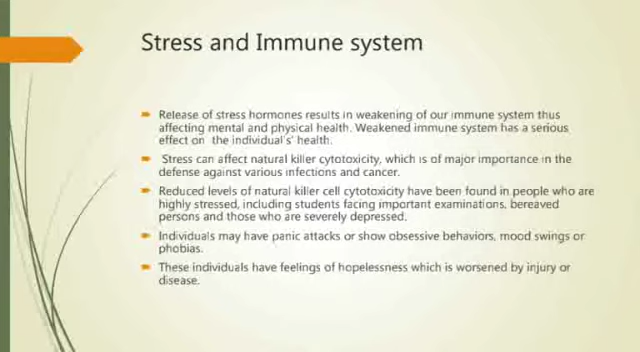 Stress and Immune system
Release of stress hormones results in weakening of our immune system thus
affecting mental and physical health. Weakened immune system has a serious
effect on the individual's' health.
Stress can affect natural killer cytotoxicity, which is of major importance in the
defense against various infections and cancer.
Reduced levels of natural killer cell cytotoxicity have been found in people who are
highly stressed, including students facing important examinations, bereaved
persons and those who are severely depressed.
Individuals may have panic attacks or show obsessive behaviors, mood swings or
phobias.
These individuals have feelings of hopelessness which is worsened by injury or
disease.